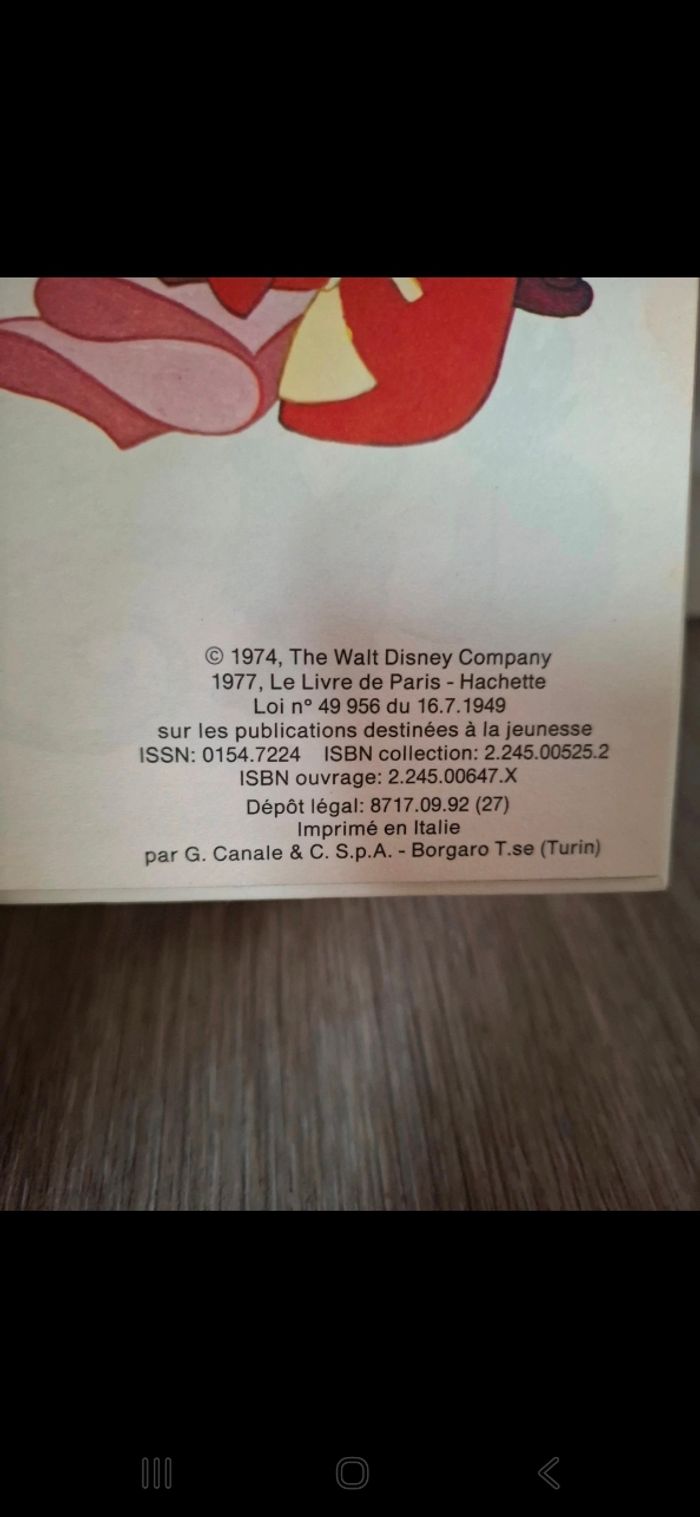 © 1974, The Walt Disney Company
1977, Le Livre de Paris - Hachette
Loi n° 49 956 du 16.7.1949
sur les publications destinées à la jeunesse
ISSN: 0154.7224 ISBN collection: 2.245.00525.2
ISBN ouvrage: 2.245.00647.X
Dépôt légal: 8717.09.92 (27)
Imprimé en Italie
par G. Canale & C. S.p.A. - Borgaro T.se (Turin)